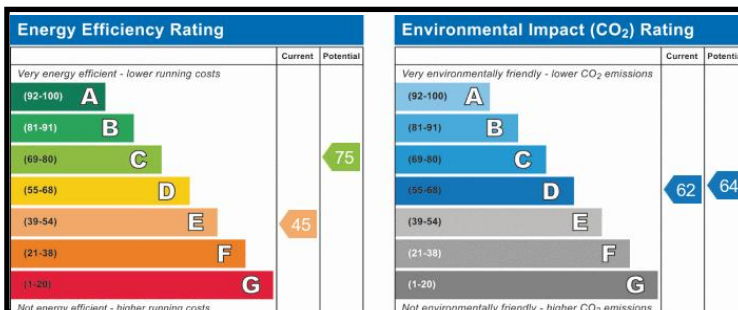 Energy Efficiency Rating
Current Potential
Very energy efficient - lower running costs
(92-100) A
(81-91) B
(69-80) C
75
(55-68) D
(39-54) E
45
(21-38) F
(1-20) G
Not energy efficient - higher running costs
Environmental Impact (CO₂) Rating
Current Potential
Very environmentally friendly - lower CO₂ emissions
(92-100) A
(81-91) B
(69-80) C
(55-68) D
62 64
(39-54) E
(21-38) F
(1-20) G
Not environmentally friendly - higher CO₂ emissions